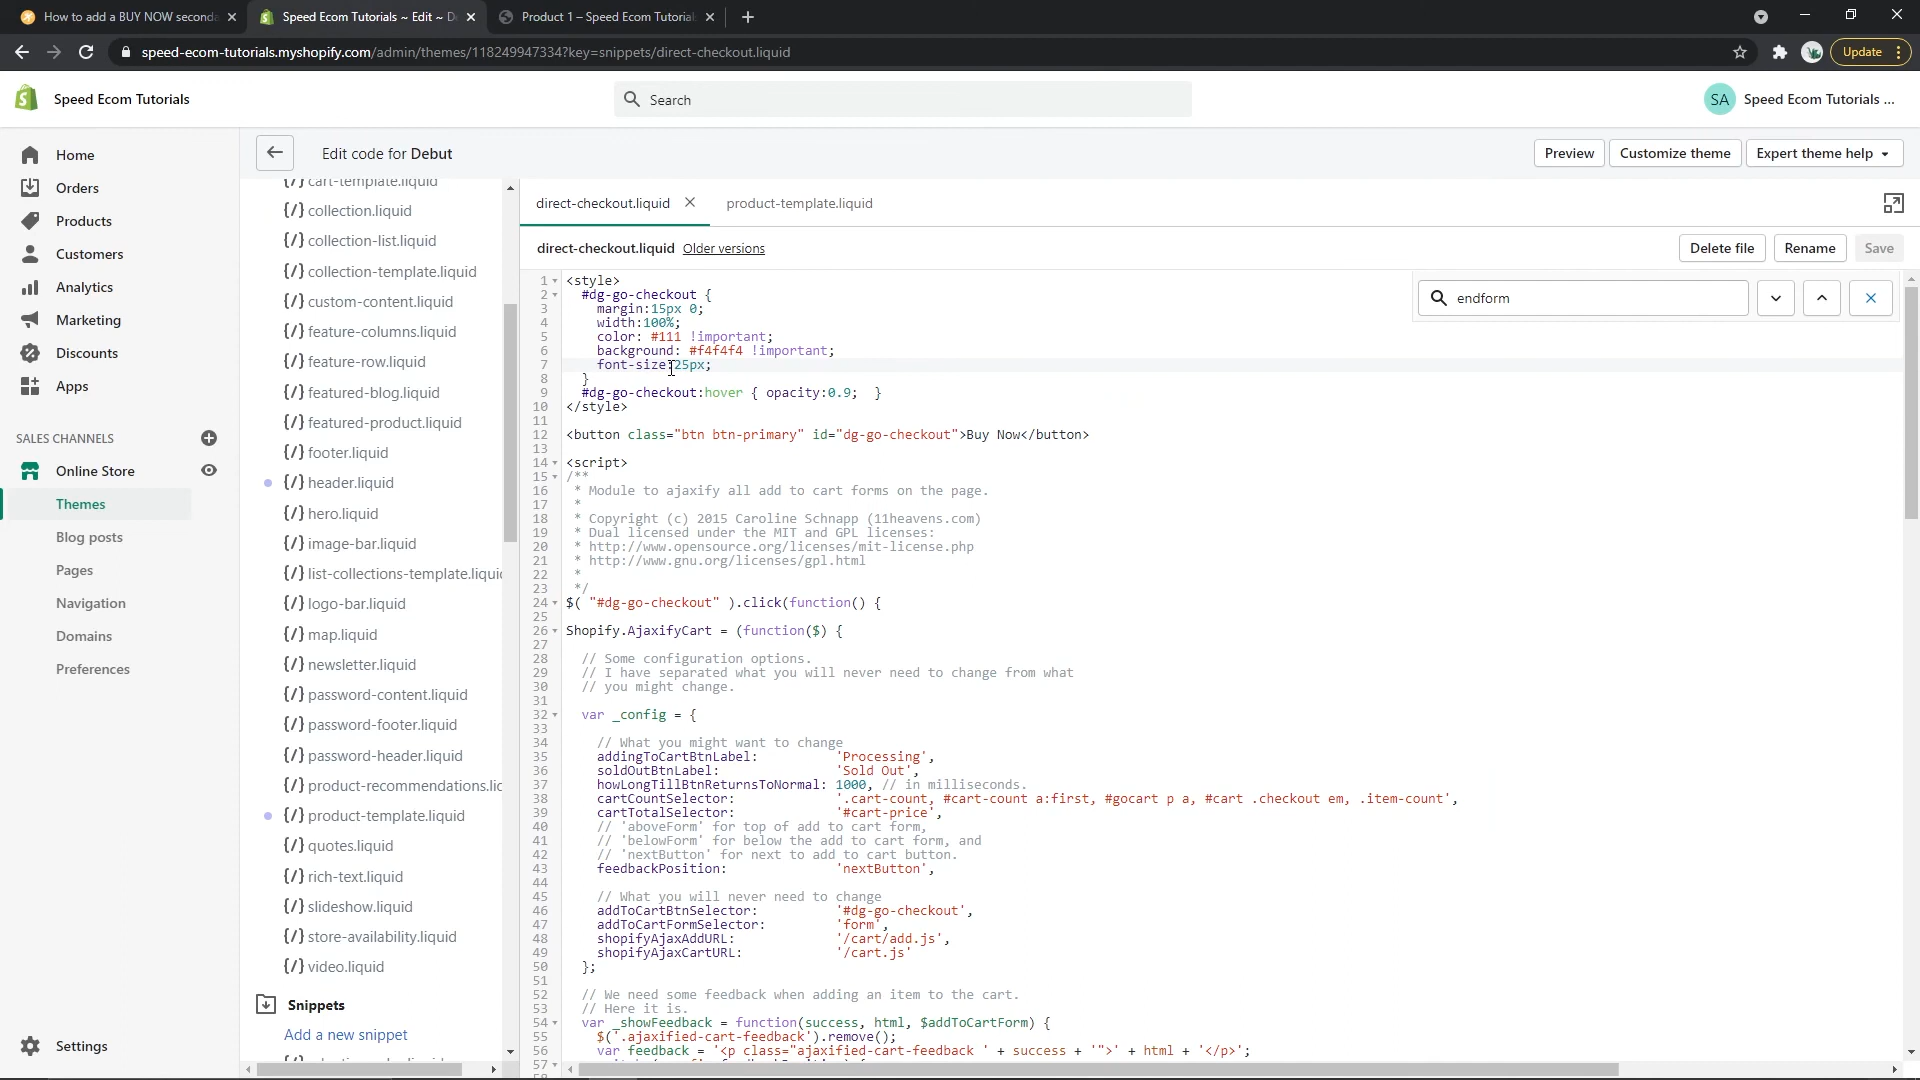 How to add a BUY NOW seconda
Speed Ecom Tutorials ~ Edit ~ D
Product 1 – Speed Ecom Tutorial
speed-ecom-tutorials.myshopify.com/admin/themes/118249947334?key=snippets/direct-checkout.liquid
Update
Speed Ecom Tutorials
Search
SA
Speed Ecom Tutorials ...
Home
Orders
Products
Customers
Analytics
Marketing
Discounts
Apps
SALES CHANNELS
Online Store
Themes
Blog posts
Pages
Navigation
Domains
Preferences
Settings
Edit code for Debut
Preview
Customize theme
Expert theme help
{/} cart-template.liquid
{/} collection.liquid
{/} collection-list.liquid
{/} collection-template.liquid
{/} custom-content.liquid
{/} feature-columns.liquid
{/} feature-row.liquid
{/} featured-blog.liquid
{/} featured-product.liquid
{/} footer.liquid
{/} header.liquid
{/} hero.liquid
{/} image-bar.liquid
{/} list-collections-template.liquid
{/} logo-bar.liquid
{/} map.liquid
{/} newsletter.liquid
{/} password-content.liquid
{/} password-footer.liquid
{/} password-header.liquid
{/} product-recommendations.lic
{/} product-template.liquid
{/} quotes.liquid
{/} rich-text.liquid
{/} slideshow.liquid
{/} store-availability.liquid
{/} video.liquid
Snippets
Add a new snippet
direct-checkout.liquid
product-template.liquid
direct-checkout.liquid Older versions
Delete file
Rename
Save
endform
1 <style>
2 #dg-go-checkout {
3 margin:15px 0;
4 width:100%;
5 color: #111 !important;
6 background: #f4f4f4 !important;
7 font-size:25px;
8 }
9 #dg-go-checkout:hover { opacity:0.9; }
10 </style>
11
12 <button class="btn btn-primary" id="dg-go-checkout">Buy Now</button>
13
14 <script>
15 /**
16 * Module to ajaxify all add to cart forms on the page.
17 *
18 * Copyright (c) 2015 Caroline Schnapp (11heavens.com)
19 * Dual licensed under the MIT and GPL licenses:
20 * http://www.opensource.org/licenses/mit-license.php
21 * http://www.gnu.org/licenses/gpl.html
22 *
23 */
24 $( "#dg-go-checkout" ).click(function() {
25
26 Shopify.AjaxifyCart = (function($) {
27
28 // Some configuration options.
29 // I have separated what you will never need to change from what
30 // you might change.
31
32 var _config = {
33
34 // What you might want to change
35 addingToCartBtnLabel: 'Processing',
36 soldOutBtnLabel: 'Sold Out',
37 howLongTillBtnReturnsToNormal: 1000, // in milliseconds.
38 cartCountSelector: '.cart-count, #cart-count a:first, #gocart p a, #cart .checkout em, .item-count',
39 cartTotalSelector: '#cart-price',
40 // 'aboveForm' for top of add to cart form,
41 // 'belowForm' for below the add to cart form, and
42 // 'nextButton' for next to add to cart button.
43 feedbackPosition: 'nextButton',
44
45 // What you will never need to change
46 addToCartBtnSelector: '#dg-go-checkout',
47 addToCartFormSelector: 'form',
48 shopifyAjaxAddURL: '/cart/add.js',
49 shopifyAjaxCartURL: '/cart.js'
50 };
51
52 // We need some feedback when adding an item to the cart.
53 // Here it is.
54 var _showFeedback = function(success, html, $addToCartForm) {
55 $('.ajaxified-cart-feedback').remove();
56 var feedback = '<p class="ajaxified-cart-feedback ' + success + '">' + html + '</p>';
57